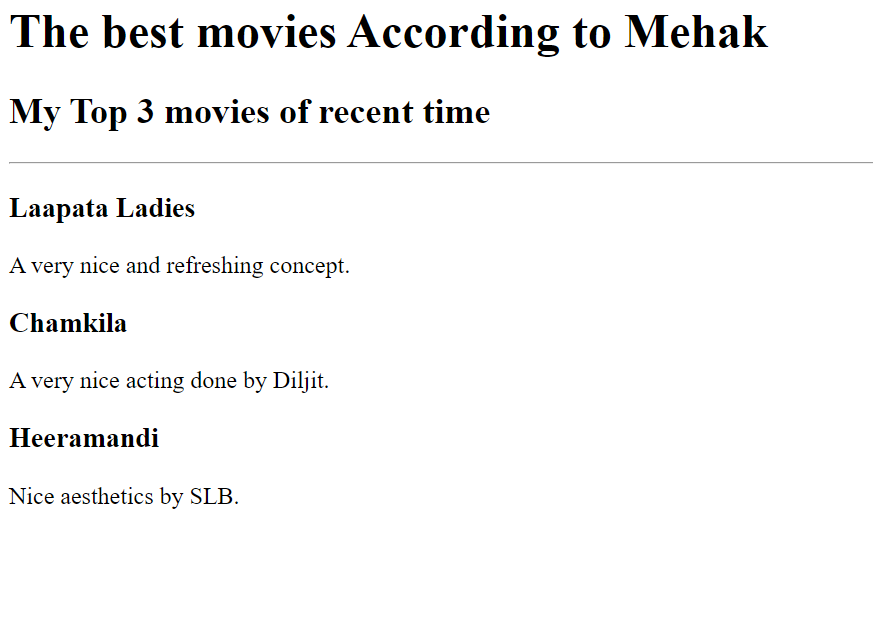 The best movies According to Mehak
My Top 3 movies of recent time
Laapata Ladies
A very nice and refreshing concept.
Chamkila
A very nice acting done by Diljit.
Heeramandi
Nice aesthetics by SLB.